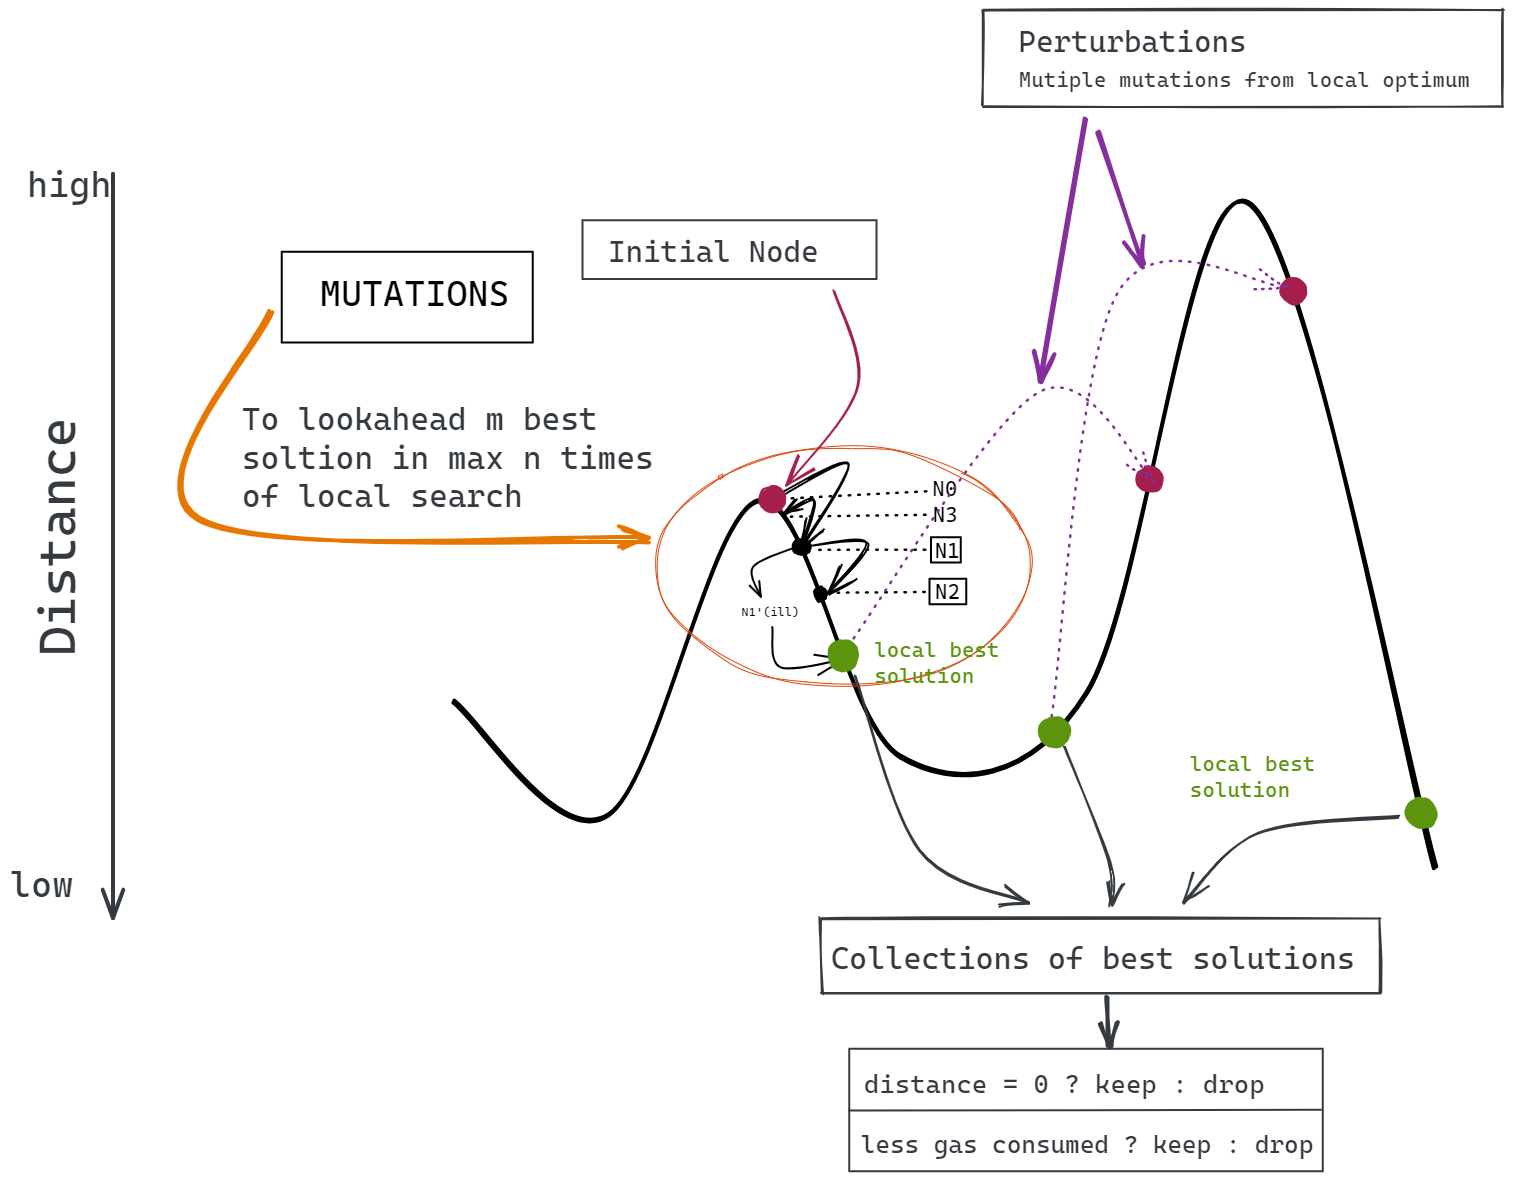 Perturbations
Mutiple mutations from local optimum
high
Initial Node
MUTATIONS
To lookahead m best
soltion in max n times
of local search
Distance
N0
N3
N1
N2
N1'(ill)
local best
solution
local best
solution
low
Collections of best solutions
distance = 0 ? keep : drop
less gas consumed ? keep : drop